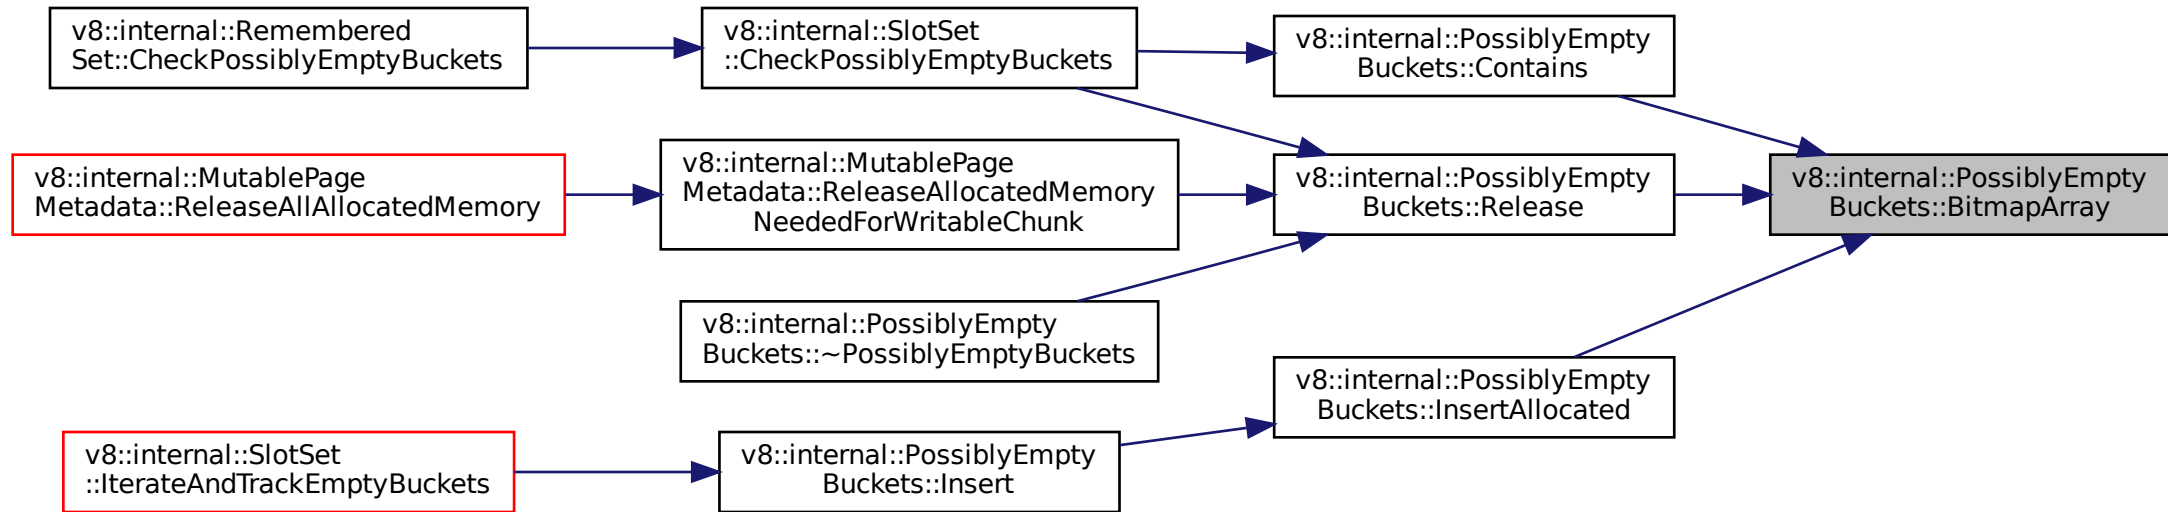 v8::internal::Remembered
Set::CheckPossiblyEmptyBuckets
v8::internal::SlotSet
::CheckPossiblyEmptyBuckets
v8::internal::PossiblyEmpty
Buckets::Contains
v8::internal::MutablePage
Metadata::ReleaseAllAllocatedMemory
v8::internal::MutablePage
Metadata::ReleaseAllocatedMemory
NeededForWritableChunk
v8::internal::PossiblyEmpty
Buckets::Release
v8::internal::PossiblyEmpty
Buckets::BitmapArray
v8::internal::PossiblyEmpty
Buckets::~PossiblyEmptyBuckets
v8::internal::PossiblyEmpty
Buckets::InsertAllocated
v8::internal::SlotSet
::IterateAndTrackEmptyBuckets
v8::internal::PossiblyEmpty
Buckets::Insert